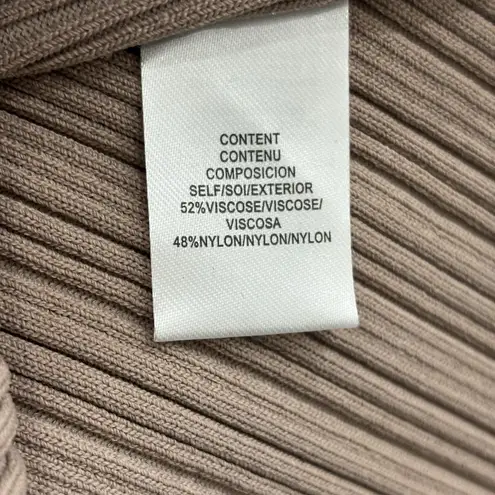 CONTENT
CONTENU
COMPOSICION
SELF/SOI/EXTERIOR
52%VISCOSE/VISCOSE/
VISCOSA
48%NYLON/NYLON/NYLON